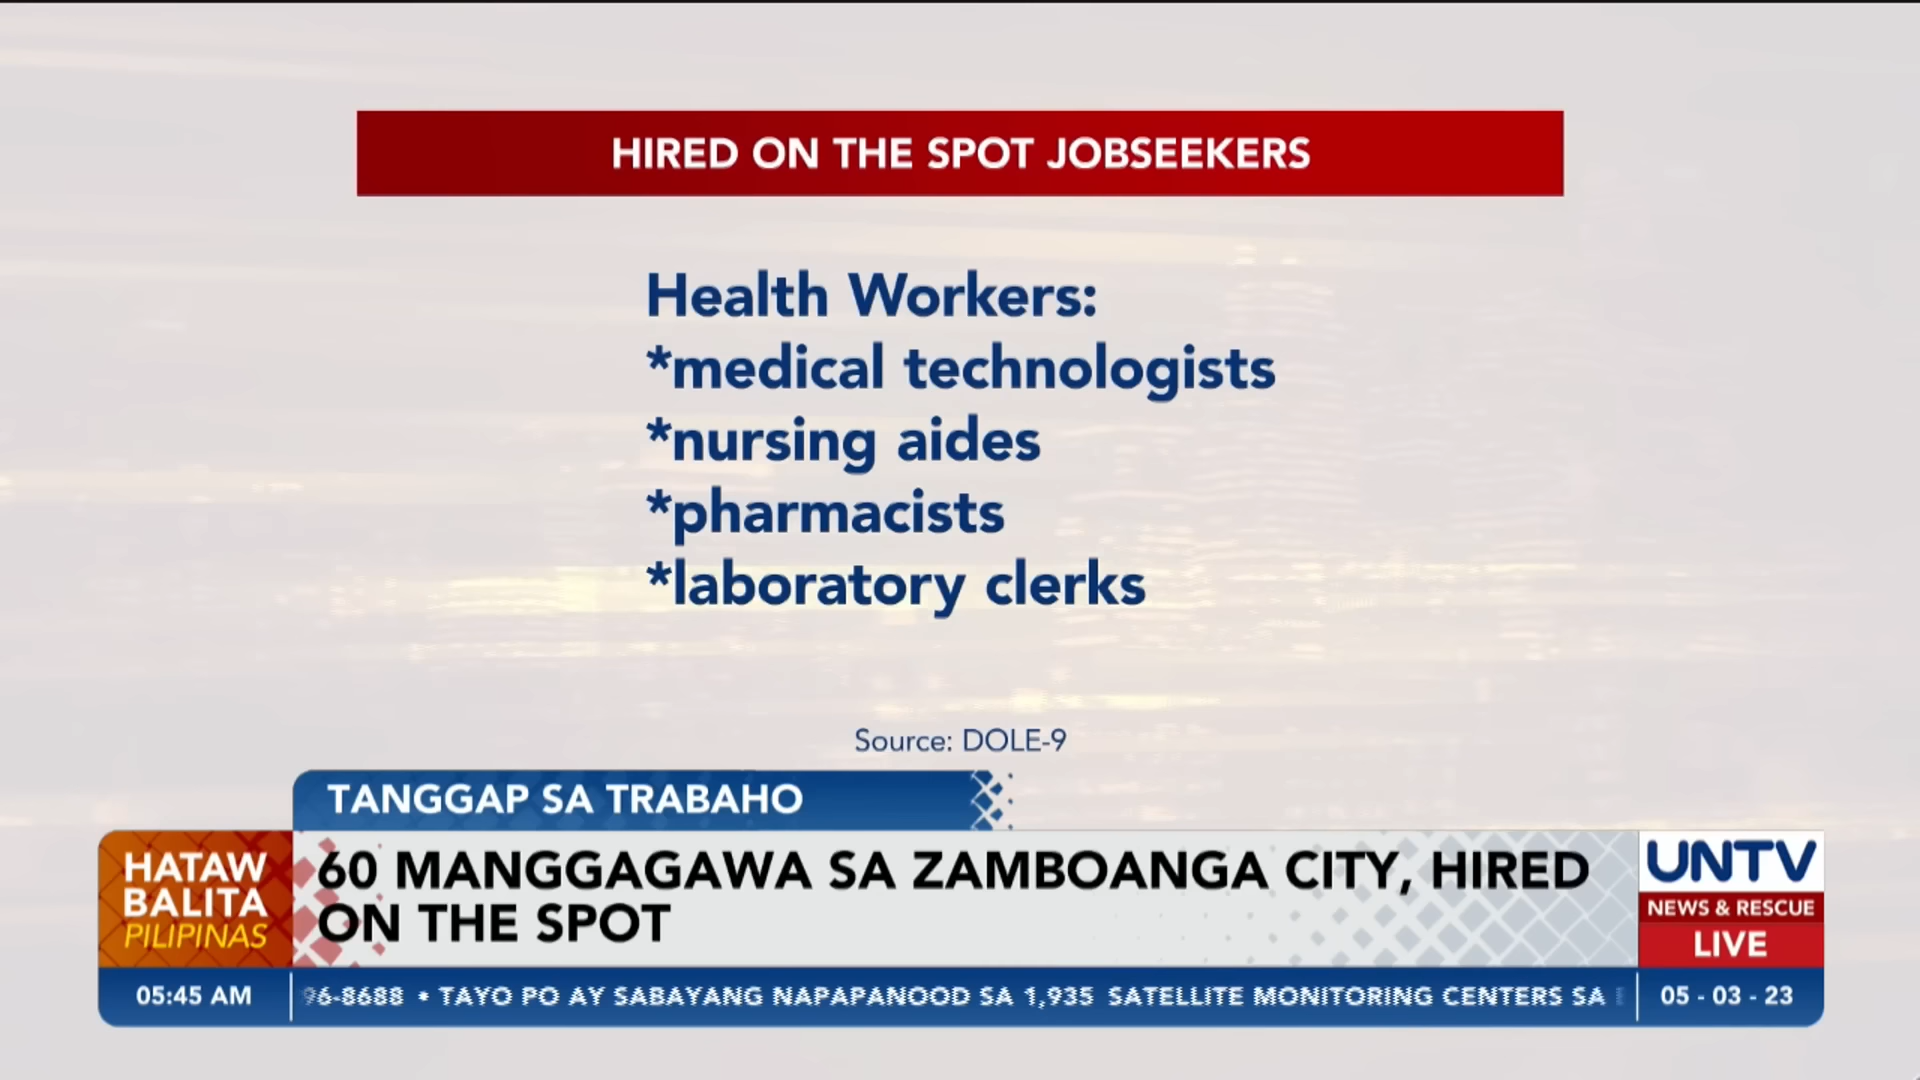 HIRED ON THE SPOT JOBSEEKERS
Health Workers:
*medical technologists
*nursing aides
*pharmacists
*laboratory clerks
Source: DOLE-9
TANGGAP SA TRABAHO
HATAW
BALITA
PILIPINAS
60 MANGGAGAWA SA ZAMBOANGA CITY, HIRED
ON THE SPOT
UNTV
NEWS & RESCUE
LIVE
05:45 AM
96-8688 • TAYO PO AY SABAYANG NAPAPANOOD SA 1,935 SATELLITE MONITORING CENTERS SA
05 - 03 - 23